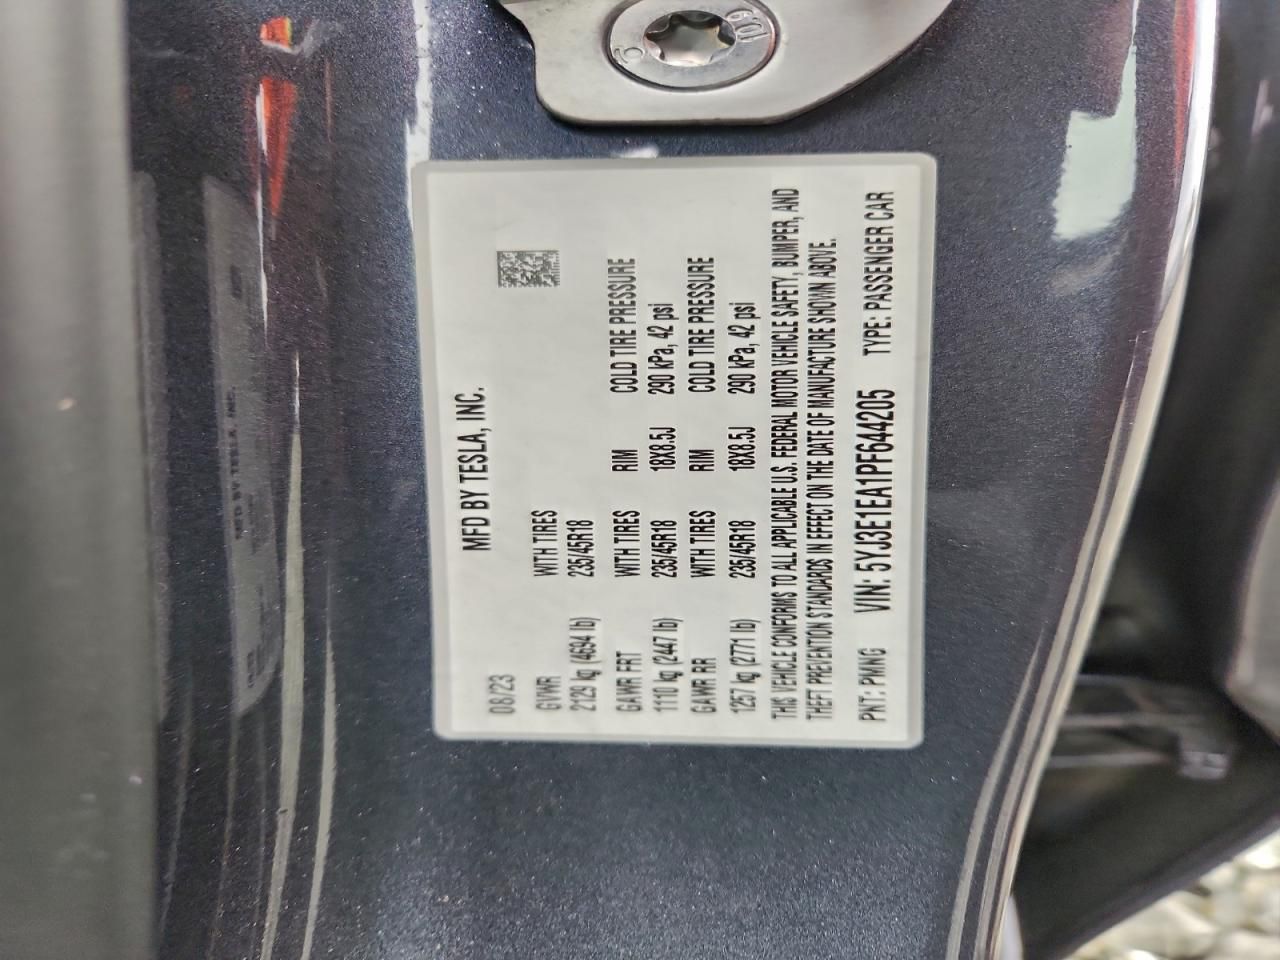 MFD BY TESLA, INC.
08/23
GVWR WITH TIRES
2129 kg (4694 lb) 235/45R18
GAWR FRT WITH TIRES RIM COLD TIRE PRESSURE
1110 kg (2447 lb) 235/45R18 18X8.5J 290 kPa, 42 psi
GAWR RR WITH TIRES RIM COLD TIRE PRESSURE
1257 kg (2771 lb) 235/45R18 18X8.5J 290 kPa, 42 psi
THIS VEHICLE CONFORMS TO ALL APPLICABLE U.S. FEDERAL MOTOR VEHICLE SAFETY, BUMPER, AND
THEFT PREVENTION STANDARDS IN EFFECT ON THE DATE OF MANUFACTURE SHOWN ABOVE.
PNT: PMNG VIN: 5YJ3E1EA1PF644205 TYPE: PASSENGER CAR